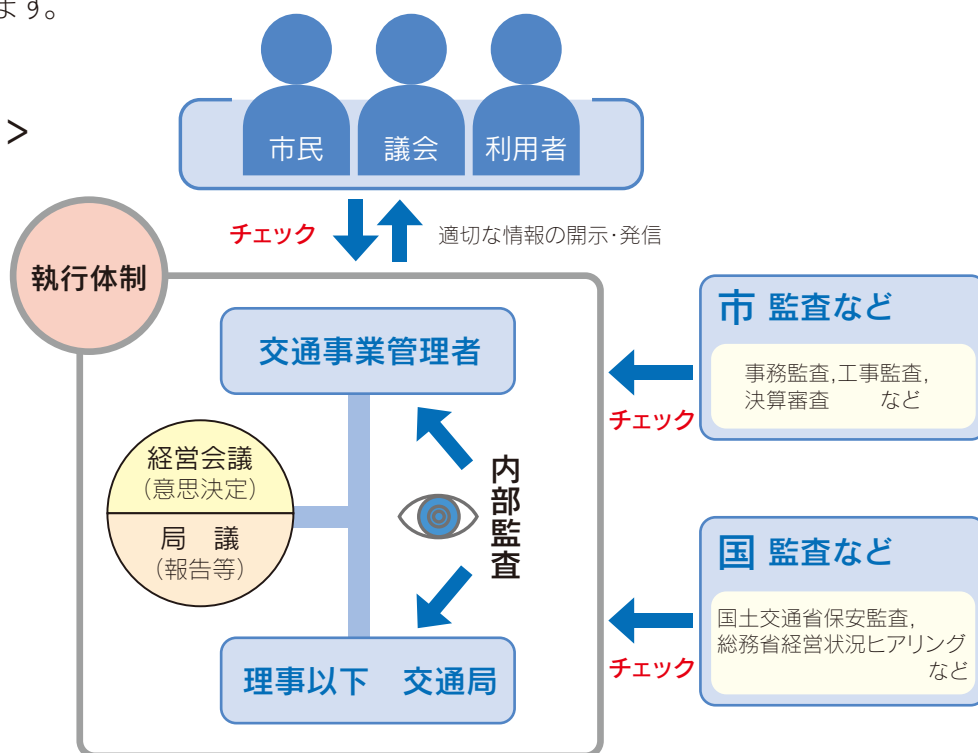 ます。
>
市民 議会 利用者
チェック 適切な情報の開示・発信
執行体制
交通事業管理者
経営会議
(意思決定)
局 議
(報告等)
内部監査
理事以下 交通局
市 監査など
事務監査,工事監査,
決算審査 など
チェック
国 監査など
国土交通省保安監査,
総務省経営状況ヒアリング
など
チェック